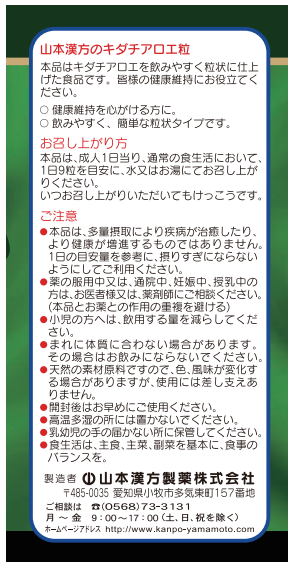 山本漢方のキダチアロエ粒
本品はキダチアロエを飲みやすく粒状に仕上
げた食品です。皆様の健康維持にお役立てく
ださい。
○ 健康維持を心がける方に。
○ 飲みやすく、簡単な粒状タイプです。
お召し上がり方
本品は、成人1日当り、通常の食生活において、
1日9粒を目安に、水又はお湯にてお召し上が
りください。
いつお召し上がりいただいてもけっこうです。
ご注意
●本品は、多量摂取により疾病が治癒したり、
より健康が増進するものではありません。
1日の目安量を参考に、摂りすぎにならない
ようにしてご利用ください。
●薬の服用中又は、通院中、妊娠中、授乳中の
方は、お医者様又は、薬剤師にご相談ください。
(本品とお薬との作用の重複を避ける)
●小児の方へは、飲用する量を減らしてくだ
さい。
●まれに体質に合わない場合があります。
その場合はお飲みにならないでください。
●天然の素材原料ですので、色、風味が変化す
る場合がありますが、使用には差し支えあ
りません。
●開封後はお早めにご使用ください。
●高温多湿の所には置かないでください。
●乳幼児の手の届かない所に保管してください。
●食生活は、主食、主菜、副菜を基本に、食事の
バランスを。
製造者 山本漢方製薬株式会社
〒485-0035 愛知県小牧市多気東町157番地
ご相談は ☎(0568)73-3131
月～金 9:00～17:00(土、日、祝を除く)
ホームページアドレス http://www.kanpo-yamamoto.com